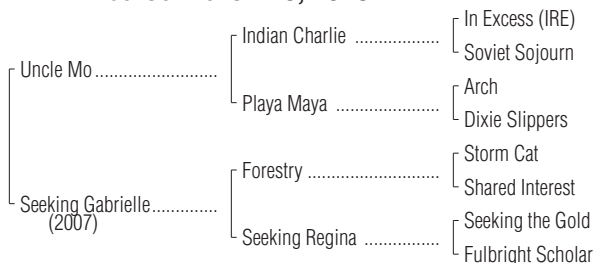 In Excess (IRE)
Indian Charlie ..................
Soviet Sojourn
Uncle Mo ..........................
Arch
Playa Maya ......................
Dixie Slippers
Storm Cat
Forestry ............................
Shared Interest
Seeking Gabrielle..............
(2007)
Seeking the Gold
Seeking Regina ................
Fulbright Scholar